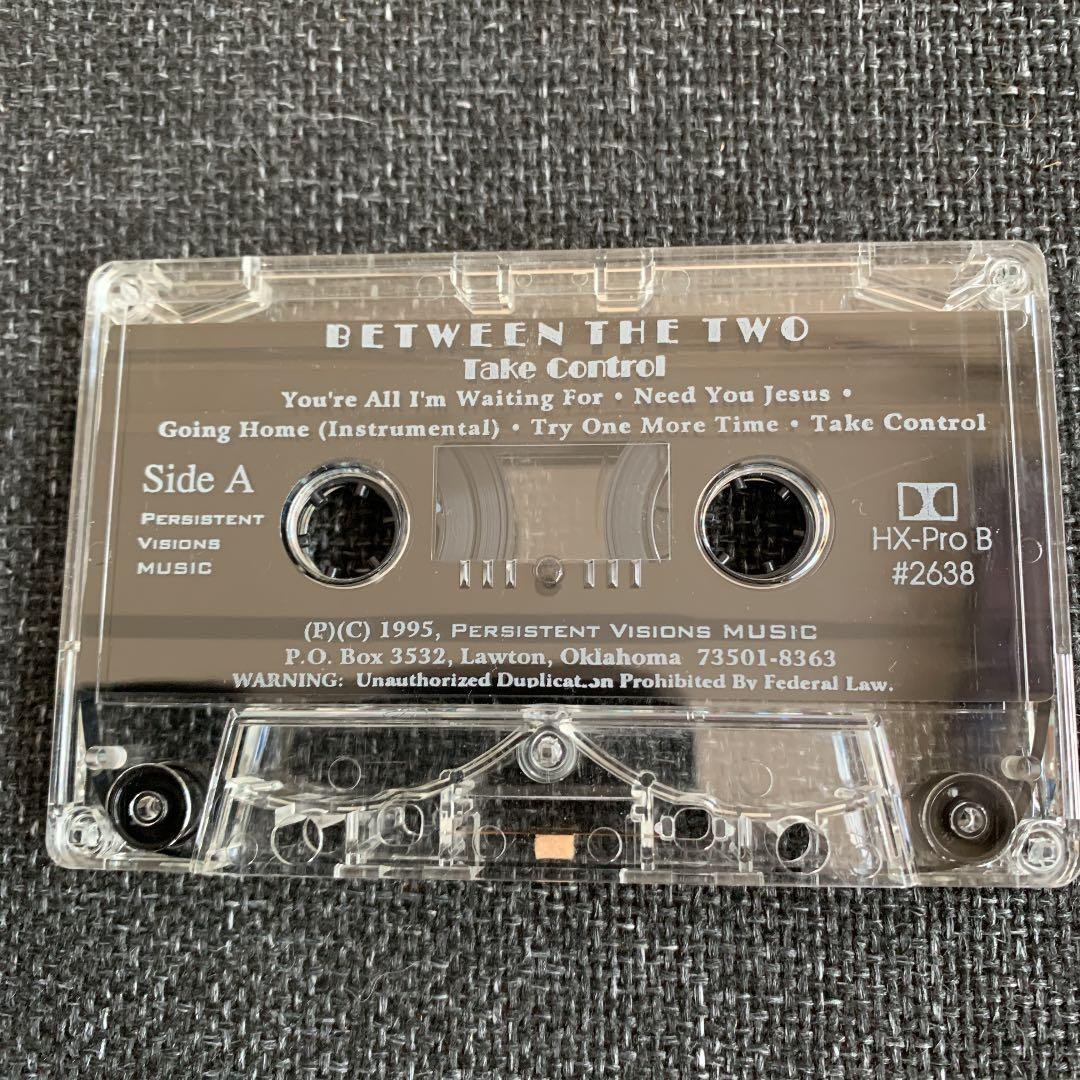 BETWEEN THE TWO
Take Control
You're All I'm Waiting For • Need You Jesus •
Going Home (Instrumental) • Try One More Time • Take Control
Side A
PERSISTENT
VISIONS
MUSIC
HX-Pro B
#2638
(P)(C) 1995, PERSISTENT VISIONS MUSIC
P.O. Box 3532, Lawton, Oklahoma 73501-8363
WARNING: Unauthorized Duplication Prohibited By Federal Law.